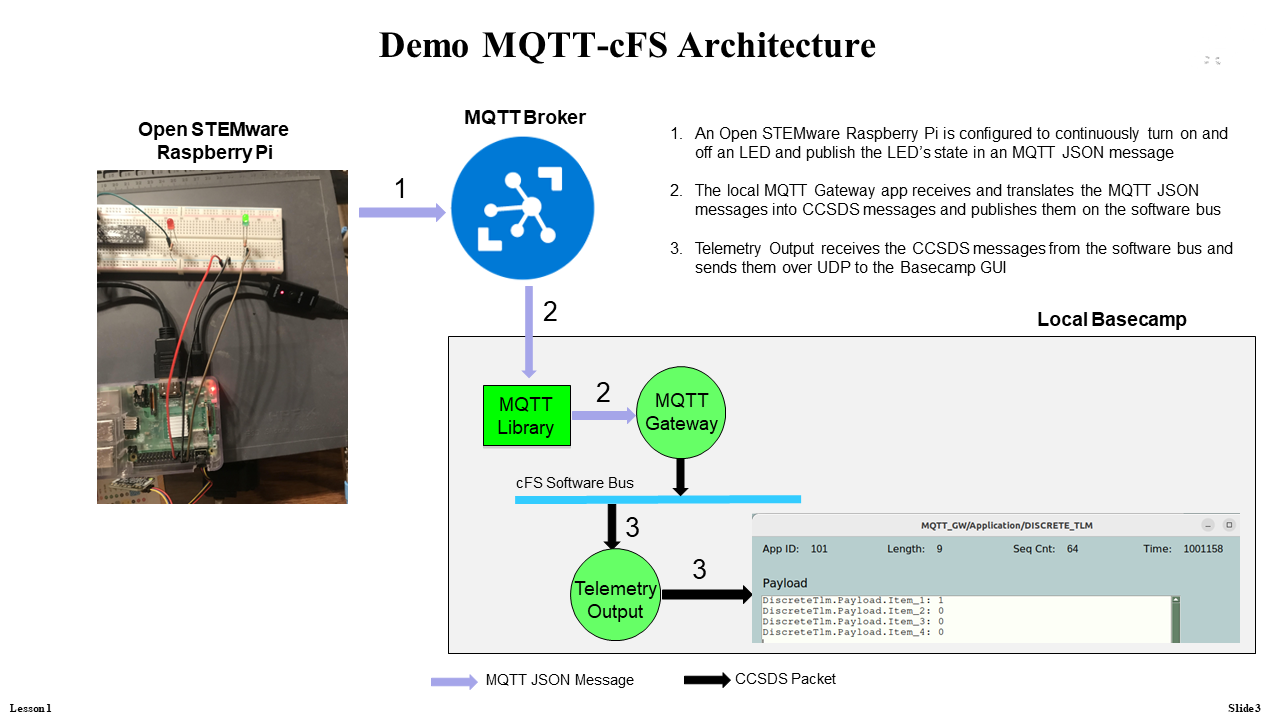 Demo MQTT-cFS Architecture
Open STEMware
Raspberry Pi
MQTT Broker
1
1. An Open STEMware Raspberry Pi is configured to continuously turn on and
off an LED and publish the LED's state in an MQTT JSON message
2. The local MQTT Gateway app receives and translates the MQTT JSON
messages into CCSDS messages and publishes them on the software bus
3. Telemetry Output receives the CCSDS messages from the software bus and
sends them over UDP to the Basecamp GUI
2
Local Basecamp
MQTT
Library
2
MQTT
Gateway
cFS Software Bus
3
Telemetry
Output
3
MQTT_GW/Application/DISCRETE_TLM
App ID: 101 Length: 9 Seq Cnt: 64 Time: 1001158
Payload
DiscreteTlm.Payload.Item_1: 1
DiscreteTlm.Payload.Item_2: 0
DiscreteTlm.Payload.Item_3: 0
DiscreteTlm.Payload.Item_4: 0
MQTT JSON Message
CCSDS Packet
Lesson 1
Slide 3